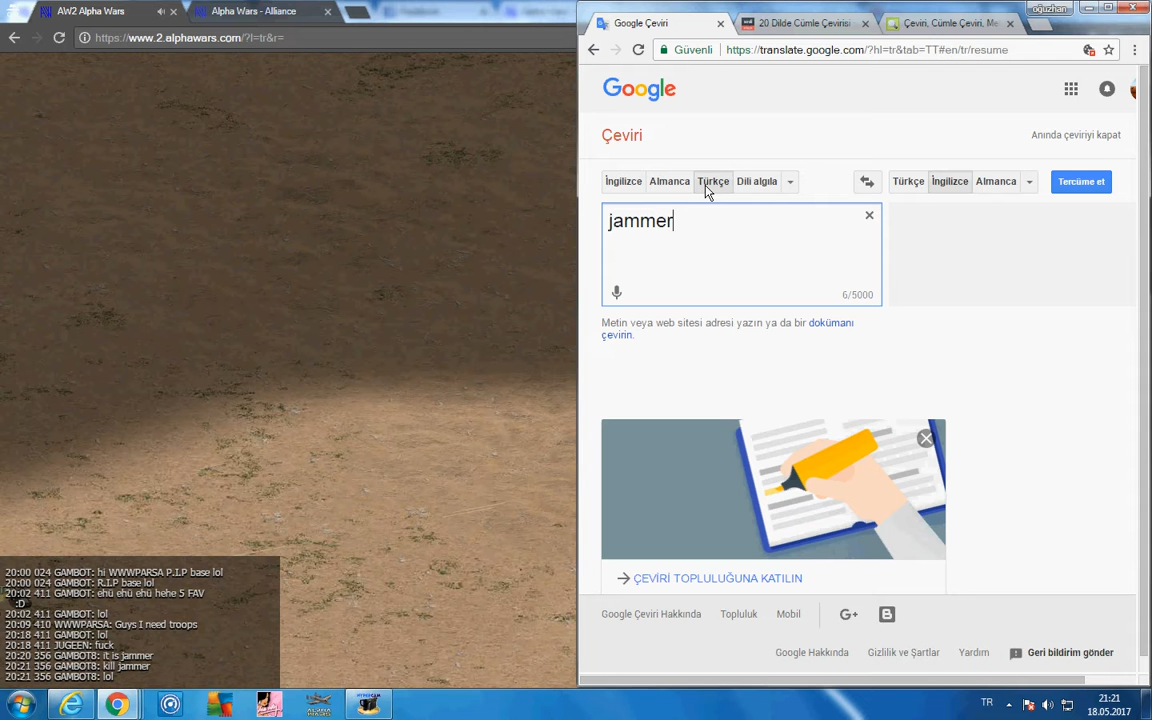 AW2 Alpha Wars
Alpha Wars - Alliance
https://www.2.alphawars.com/?l=tr&r=
oğuzhan
Google Çeviri
20 Dilde Cümle Çevirisi
Çeviri, Cümle Çeviri, Me
Güvenli
https://translate.google.com/?hl=tr&tab=TT#en/tr/resume
Google
Çeviri
Anında çeviriyi kapat
İngilizce Almanca Türkçe Dili algıla
Türkçe İngilizce Almanca
Tercüme et
jammer
6/5000
Metin veya web sitesi adresi yazın ya da bir dokümanı
çevirin.
ÇEVİRİ TOPLULUĞUNA KATILIN
Google Çeviri Hakkında Topluluk Mobil G+ B
Google Hakkında Gizlilik ve Şartlar Yardım Geri bildirim gönder
20:00 024 GAMBOT: hi WWWPARSA P.I.P base lol
20:00 024 GAMBOT: R.I.P base lol
20:02 411 GAMBOT: ehü ehü ehü hehe 5 FAV
:D
20:02 411 GAMBOT: lol
20:09 410 WWWPARSA: Guys I need troops
20:18 411 GAMBOT: lol
20:18 411 JUGEEN: fuck
20:20 356 GAMBOT8: it is jammer
20:21 356 GAMBOT8: kill jammer
20:21 356 GAMBOT8: lol
TR
21:21
18.05.2017